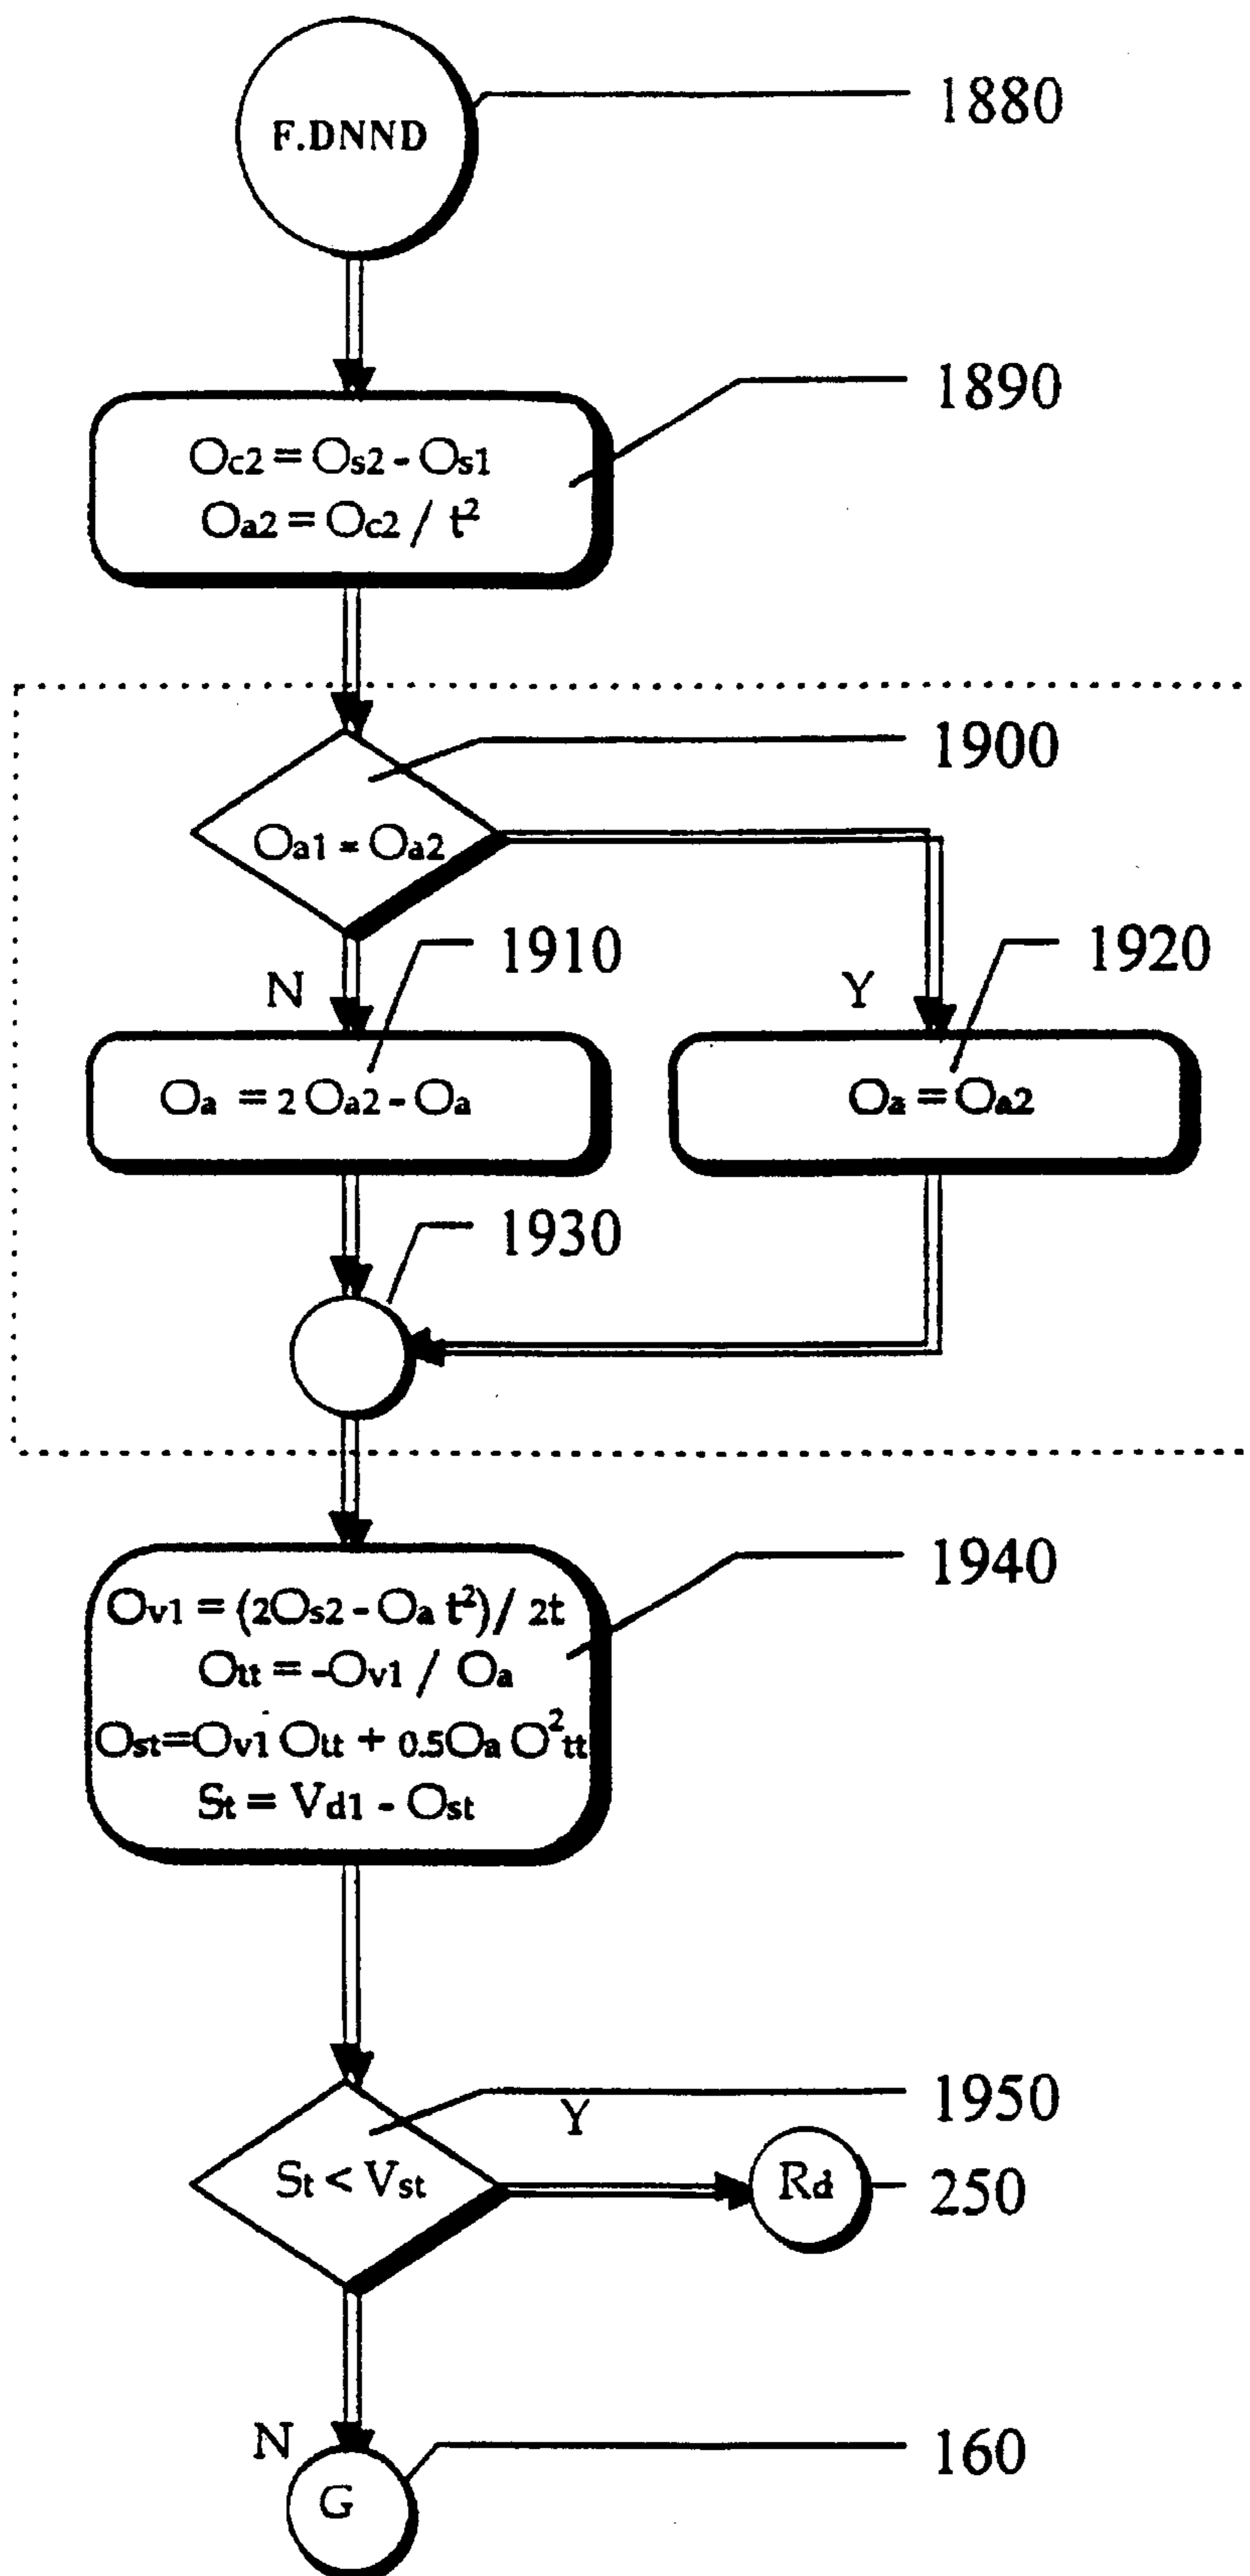 F.DNND
1880
1890
Oc2 = Os2 - Os1
Oa2 = Oc2 / t²
1900
Oa1 = Oa2
1910
1920
N
Y
Oa = 2 Oa2 - Oa
Oa = Oa2
1930
1940
Ov1 = (2Os2 - Oa t²) / 2t
Ott = -Ov1 / Oa
Ost=Ov1 Ott + 0.5Oa O²tt
St = Vd1 - Ost
1950
Y
St < Vst
Rd
250
N
G
160